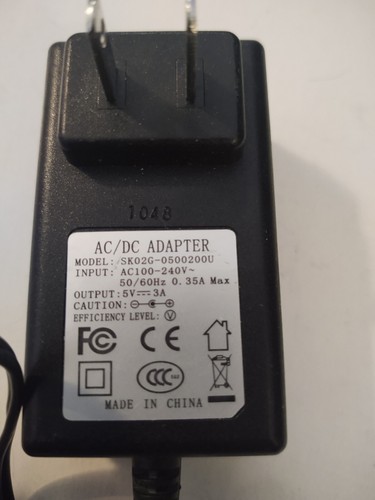 1048
AC/DC ADAPTER
MODEL: SK02G-0500200U
INPUT: AC100-240V~
50/60Hz 0.35A Max
OUTPUT: 5V⎓3A
CAUTION:
EFFICIENCY LEVEL: Ⓥ
FC CE
CCC S&E
MADE IN CHINA